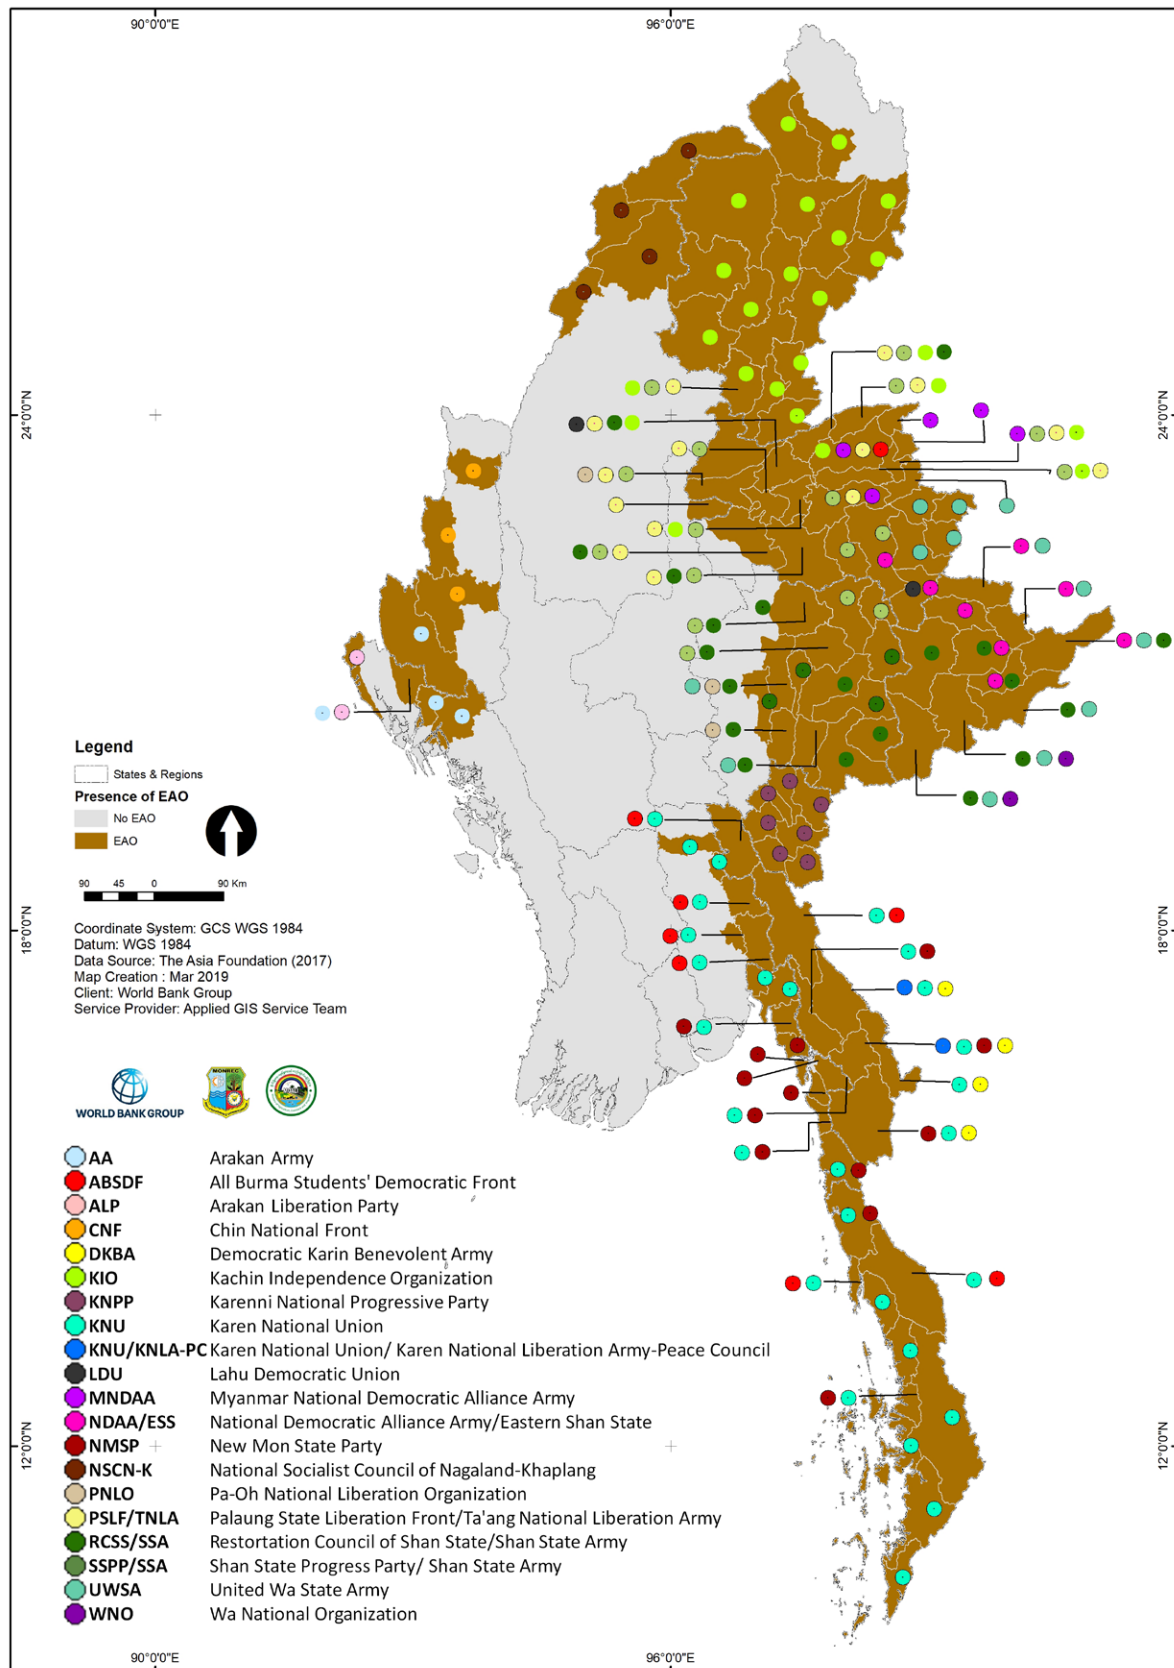 90°0'0"E
96°0'0"E
24°0'0"N
24°0'0"N
18°0'0"N
18°0'0"N
12°0'0"N
12°0'0"N
Legend
States & Regions
Presence of EAO
No EAO
EAO
90 45 0 90 Km
Coordinate System: GCS WGS 1984
Datum: WGS 1984
Data Source: The Asia Foundation (2017)
Map Creation : Mar 2019
Client: World Bank Group
Service Provider: Applied GIS Service Team
WORLD BANK GROUP
MONREC
AA Arakan Army
ABSDF All Burma Students' Democratic Front
ALP Arakan Liberation Party
CNF Chin National Front
DKBA Democratic Karin Benevolent Army
KIO Kachin Independence Organization
KNPP Karenni National Progressive Party
KNU Karen National Union
KNU/KNLA-PC Karen National Union/ Karen National Liberation Army-Peace Council
LDU Lahu Democratic Union
MNDAA Myanmar National Democratic Alliance Army
NDAA/ESS National Democratic Alliance Army/Eastern Shan State
NMSP New Mon State Party
NSCN-K National Socialist Council of Nagaland-Khaplang
PNLO Pa-Oh National Liberation Organization
PSLF/TNLA Palaung State Liberation Front/Ta'ang National Liberation Army
RCSS/SSA Restortation Council of Shan State/Shan State Army
SSPP/SSA Shan State Progress Party/ Shan State Army
UWSA United Wa State Army
WNO Wa National Organization
90°0'0"E
96°0'0"E